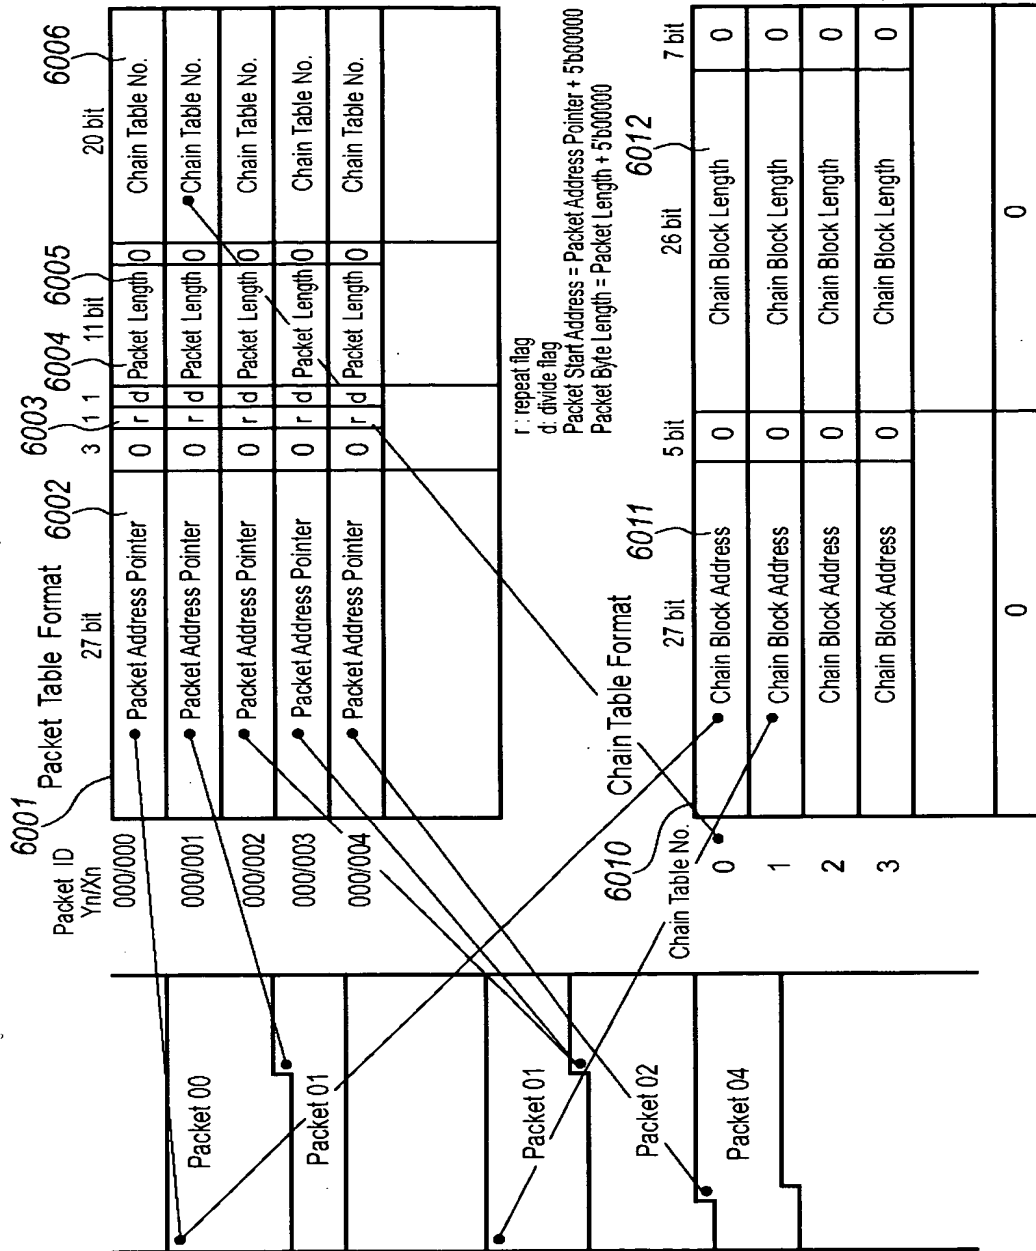 6001
Packet Table Format
6002
6003
6004
6005
6006
Packet ID
Yn/Xn
27 bit
3
1
1
11 bit
20 bit
000/000
Packet Address Pointer
0
r
d
Packet Length
0
Chain Table No.
000/001
Packet Address Pointer
0
r
d
Packet Length
0
Chain Table No.
000/002
Packet Address Pointer
0
r
d
Packet Length
0
Chain Table No.
000/003
Packet Address Pointer
0
r
d
Packet Length
0
Chain Table No.
000/004
Packet Address Pointer
0
r
d
Packet Length
0
Chain Table No.
r : repeat flag
d: divide flag
Packet Start Address = Packet Address Pointer + 5'b00000
Packet Byte Length = Packet Length + 5'b00000
Chain Table Format
6010
6011
6012
Chain Table No.
27 bit
5 bit
26 bit
7 bit
0
Chain Block Address
0
Chain Block Length
0
1
Chain Block Address
0
Chain Block Length
0
2
Chain Block Address
0
Chain Block Length
0
3
Chain Block Address
0
Chain Block Length
0
0
0
Packet 00
Packet 01
Packet 01
Packet 02
Packet 04